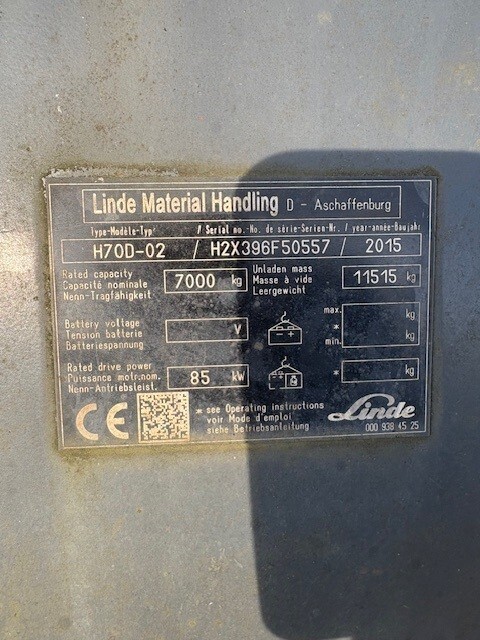 Linde Material Handling D - Aschaffenburg
Type-Modèle-Typ / Serial no.-No. de série-Serien-Nr. / year-année-Baujahr
H70D-02 / H2X396F50557 / 2015
Rated capacity
Capacité nominale
Nenn-Tragfähigkeit
7000 kg
Unladen mass
Masse à vide
Leergewicht
11515 kg
Battery voltage
Tension batterie
Batteriespannung
V
max.
*
min.
kg
kg
Rated drive power
Puissance motr.nom.
Nenn-Antriebsleist.
85 kW
* kg
CE
* see Operating instructions
voir Mode d'emploi
siehe Betriebsanleitung
Linde
000 938 45 25